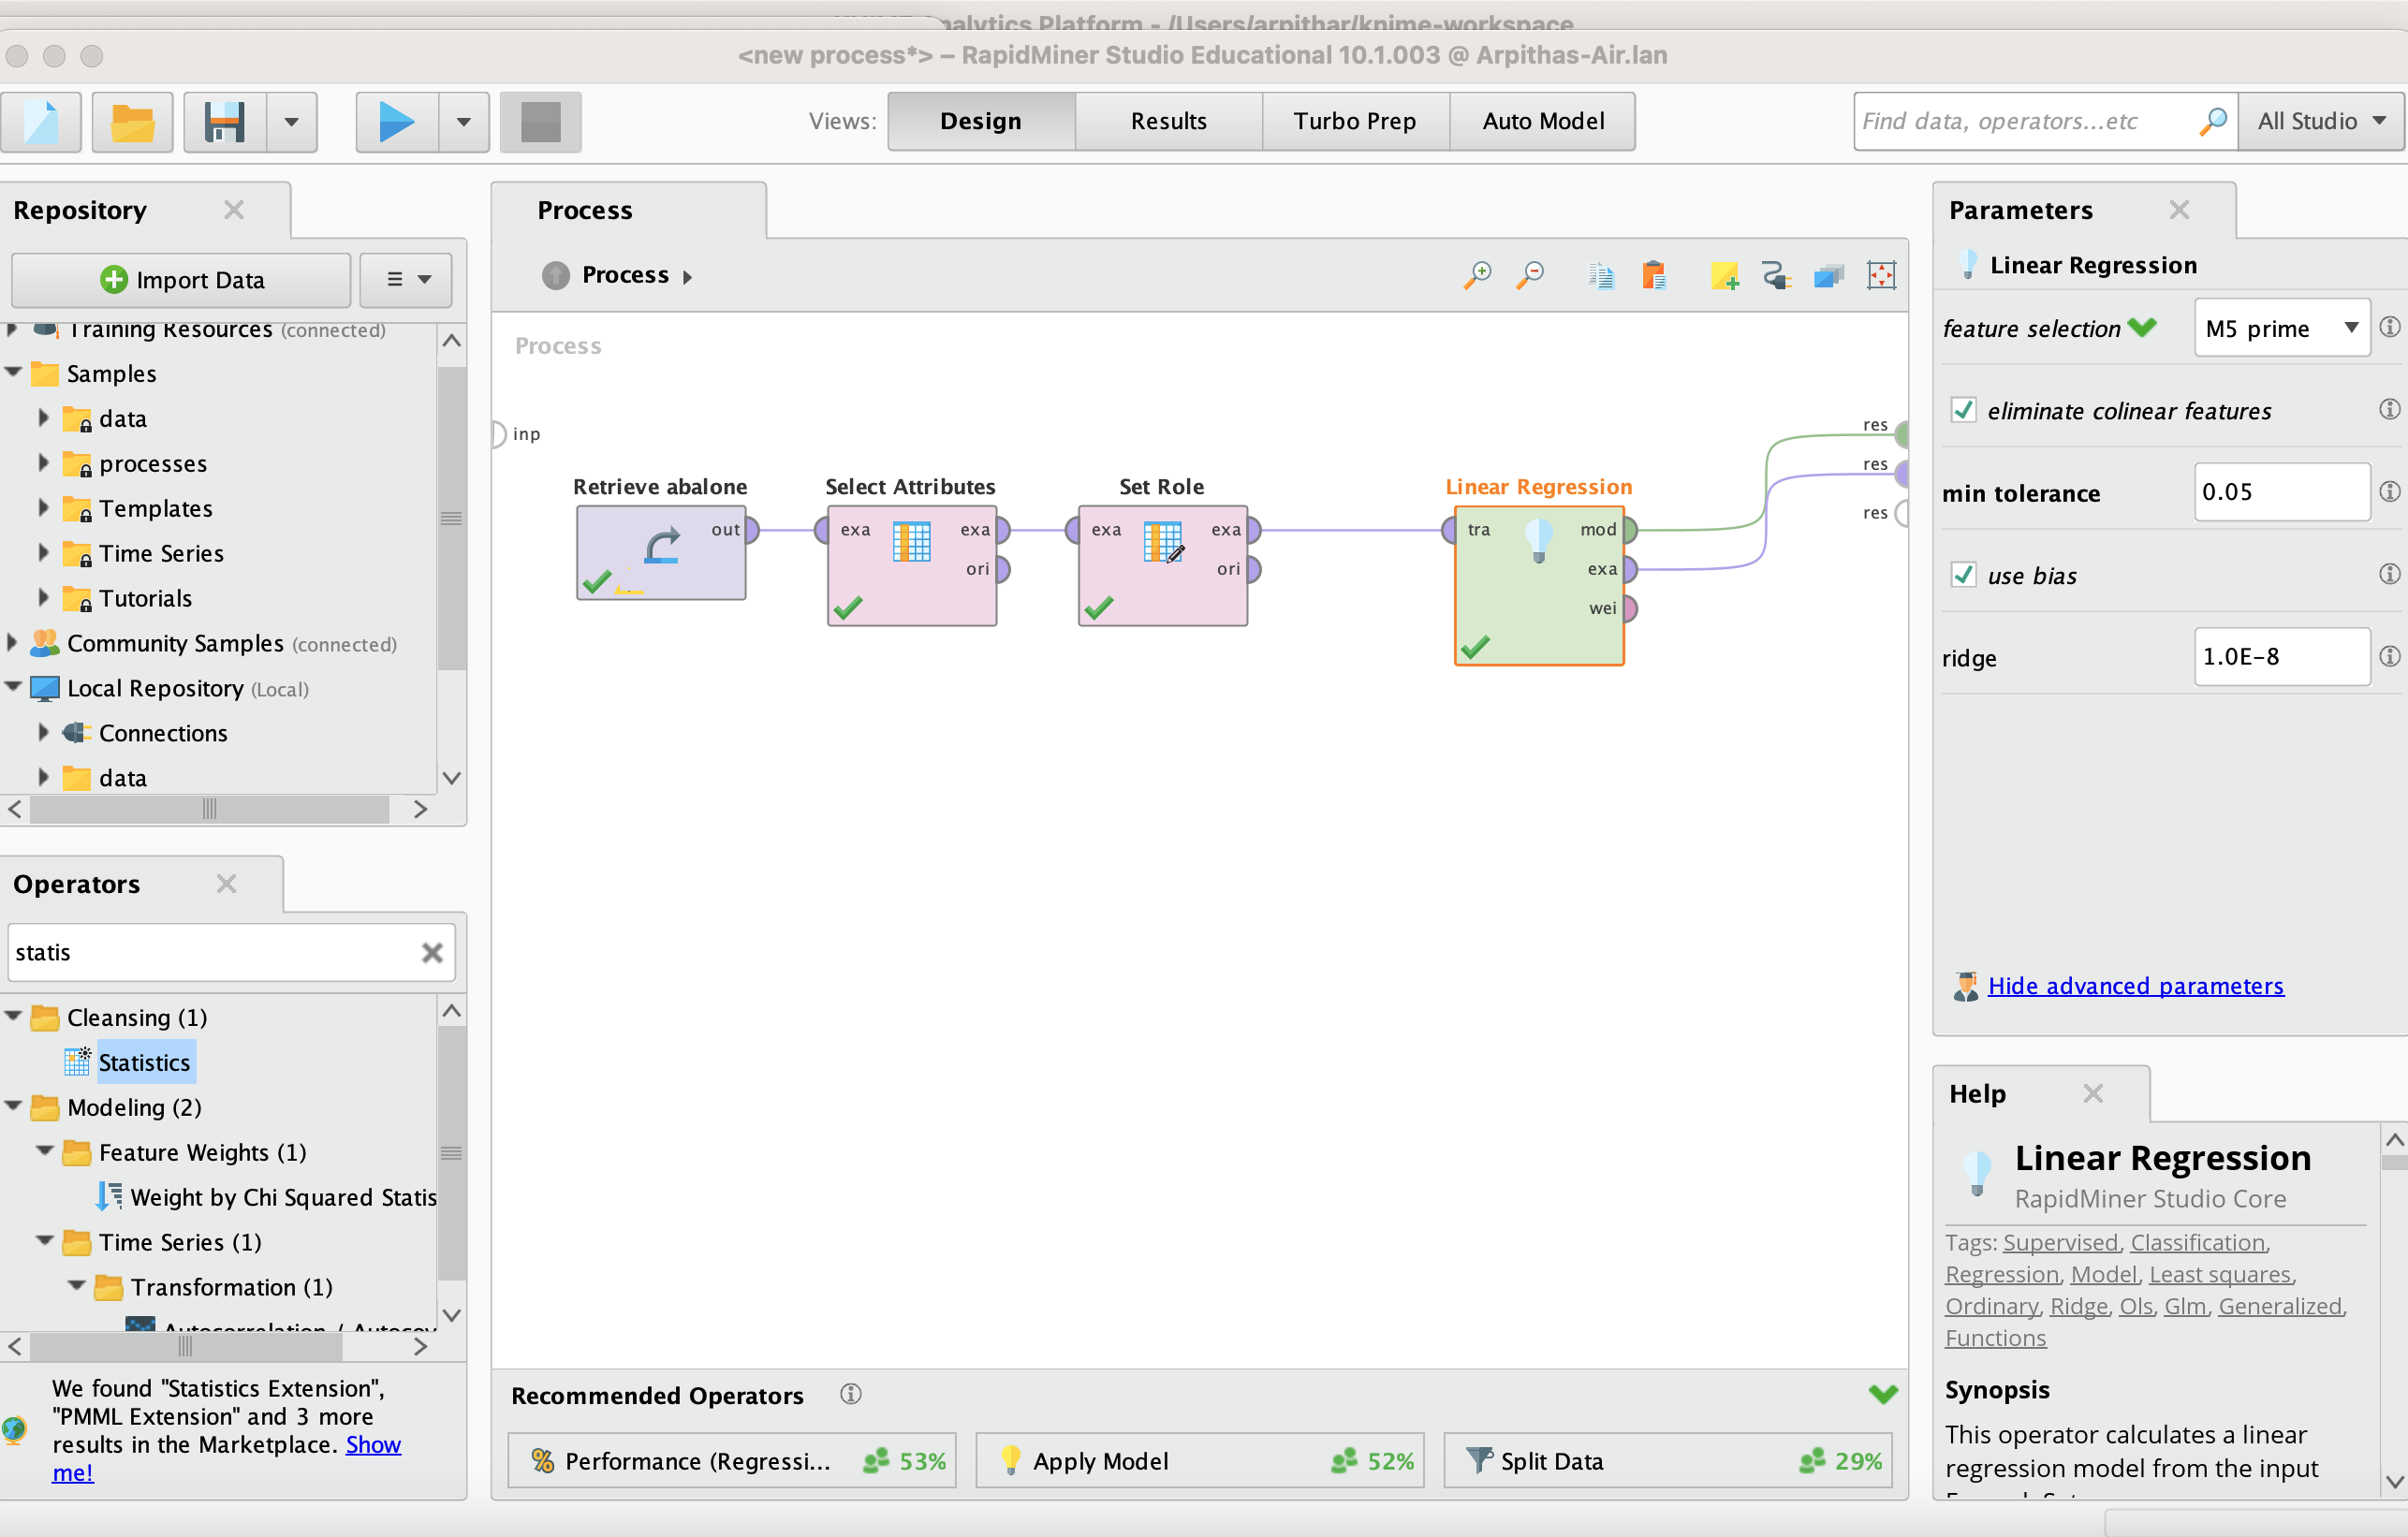 Analytics Platform - /Users/arpithar/knime-workspace
<new process*> – RapidMiner Studio Educational 10.1.003 @ Arpithas-Air.lan
Views: Design Results Turbo Prep Auto Model
Find data, operators...etc All Studio
Repository
Import Data
Training Resources (connected)
Samples
data
processes
Templates
Time Series
Tutorials
Community Samples (connected)
Local Repository (Local)
Connections
data
Operators
statis
Cleansing (1)
Statistics
Modeling (2)
Feature Weights (1)
Weight by Chi Squared Statis
Time Series (1)
Transformation (1)
Autocorrelation / Autocov
We found "Statistics Extension",
"PMML Extension" and 3 more
results in the Marketplace. Show
me!
Process
Process
Process
inp
Retrieve abalone
out
Select Attributes
exa exa
ori
Set Role
exa exa
ori
Linear Regression
tra mod
exa
wei
res
res
res
Recommended Operators
Performance (Regressi... 53%
Apply Model 52%
Split Data 29%
Parameters
Linear Regression
feature selection M5 prime
eliminate colinear features
min tolerance 0.05
use bias
ridge 1.0E-8
Hide advanced parameters
Help
Linear Regression
RapidMiner Studio Core
Tags: Supervised, Classification,
Regression, Model, Least squares,
Ordinary, Ridge, Ols, Glm, Generalized,
Functions
Synopsis
This operator calculates a linear
regression model from the input